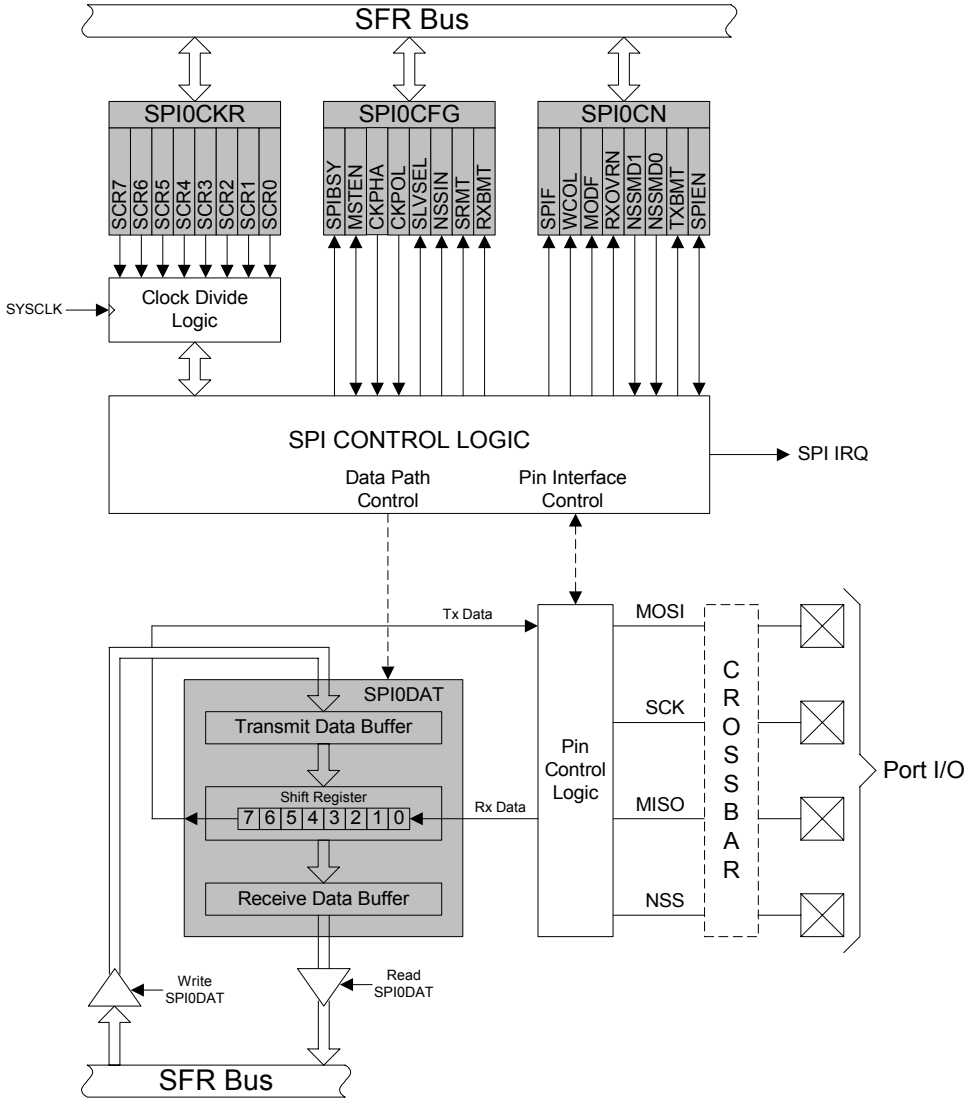 SFR Bus
SPI0CKR
SPI0CFG
SPI0CN
SCR7
SCR6
SCR5
SCR4
SCR3
SCR2
SCR1
SCR0
SPIBSY
MSTEN
CKPHA
CKPOL
SLVSEL
NSSIN
SRMT
RXBMT
SPIF
WCOL
MODF
RXOVRN
NSSMD1
NSSMD0
TXBMT
SPIEN
SYSCLK
Clock Divide
Logic
SPI CONTROL LOGIC
SPI IRQ
Data Path
Control
Pin Interface
Control
Tx Data
MOSI
SPI0DAT
Transmit Data Buffer
SCK
Shift Register
7 6 5 4 3 2 1 0
Rx Data
Pin
Control
Logic
MISO
Receive Data Buffer
NSS
CROSSBAR
Port I/O
Write
SPI0DAT
Read
SPI0DAT
SFR Bus